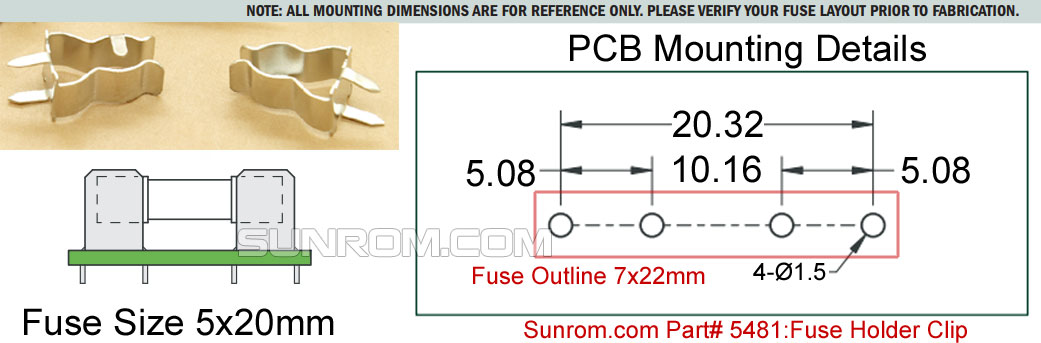 NOTE: ALL MOUNTING DIMENSIONS ARE FOR REFERENCE ONLY. PLEASE VERIFY YOUR FUSE LAYOUT PRIOR TO FABRICATION.
PCB Mounting Details
20.32
5.08 10.16 5.08
SUNROM.COM
Fuse Outline 7x22mm
4-Ø1.5
Fuse Size 5x20mm
Sunrom.com Part# 5481:Fuse Holder Clip